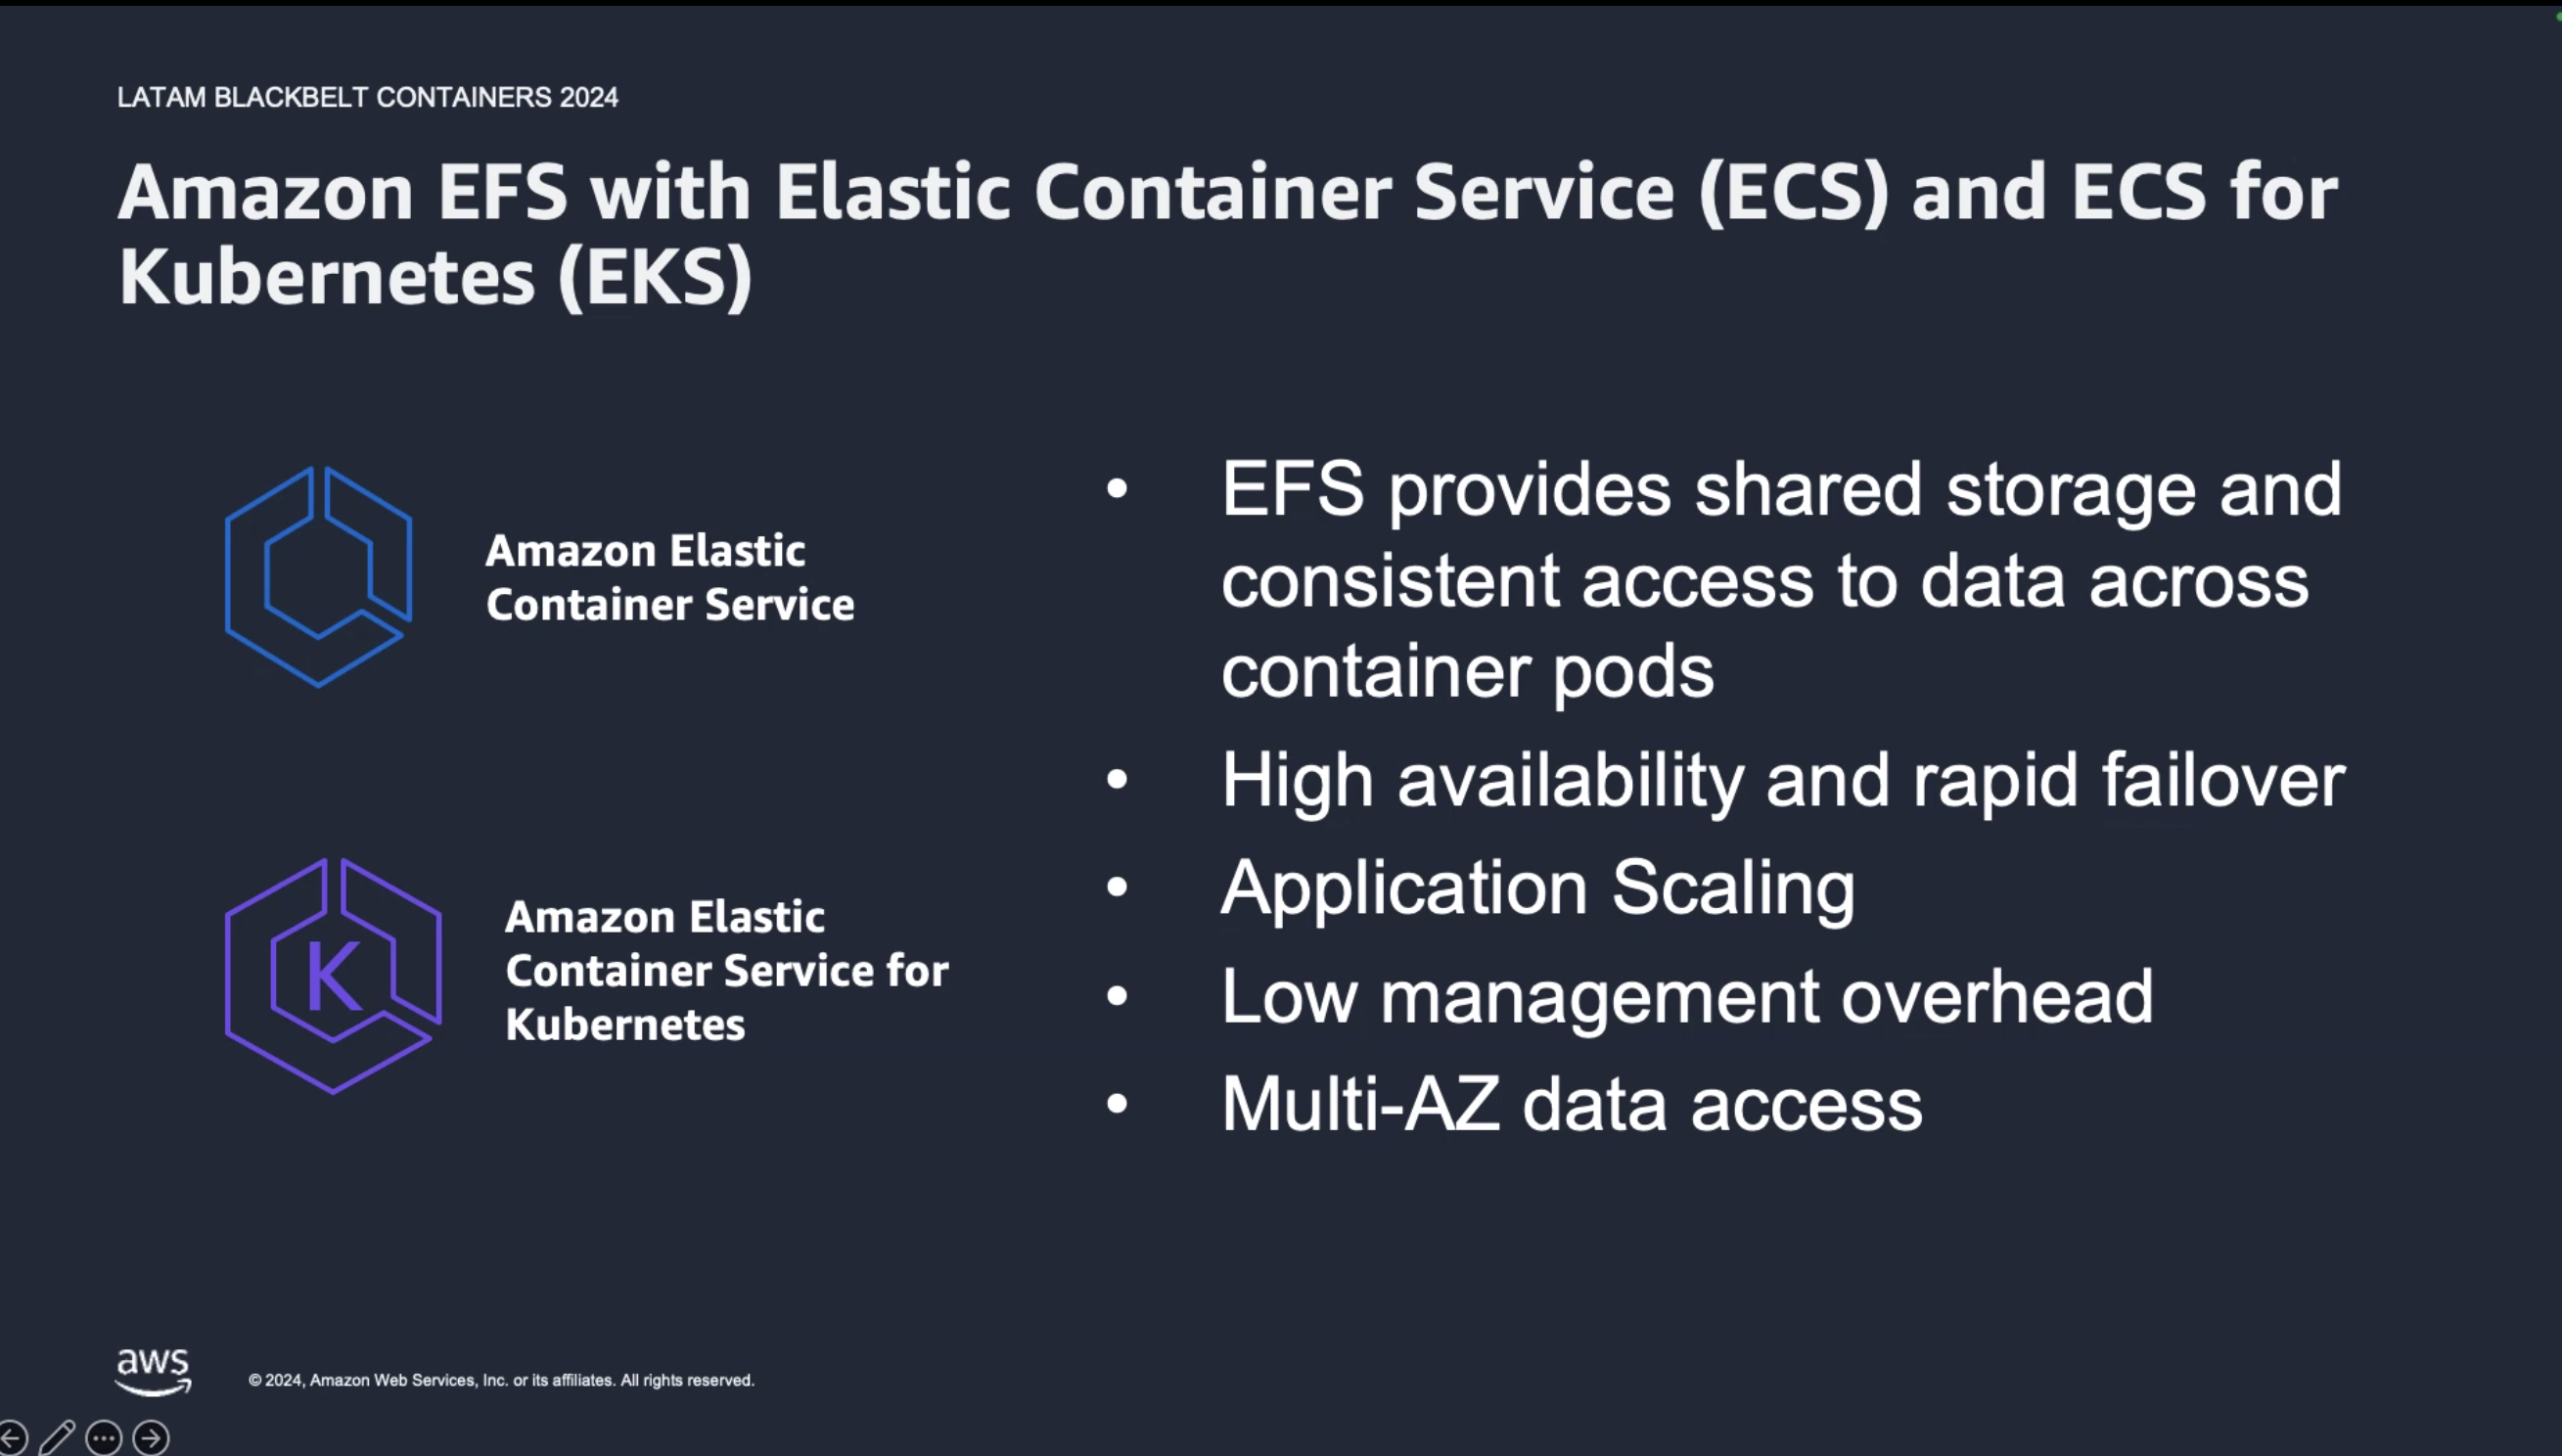 LATAM BLACKBELT CONTAINERS 2024
Amazon EFS with Elastic Container Service (ECS) and ECS for
Kubernetes (EKS)
Amazon Elastic
Container Service
K
Amazon Elastic
Container Service for
Kubernetes
• EFS provides shared storage and
consistent access to data across
container pods
• High availability and rapid failover
• Application Scaling
• Low management overhead
• Multi-AZ data access
aws
© 2024, Amazon Web Services, Inc. or its affiliates. All rights reserved.